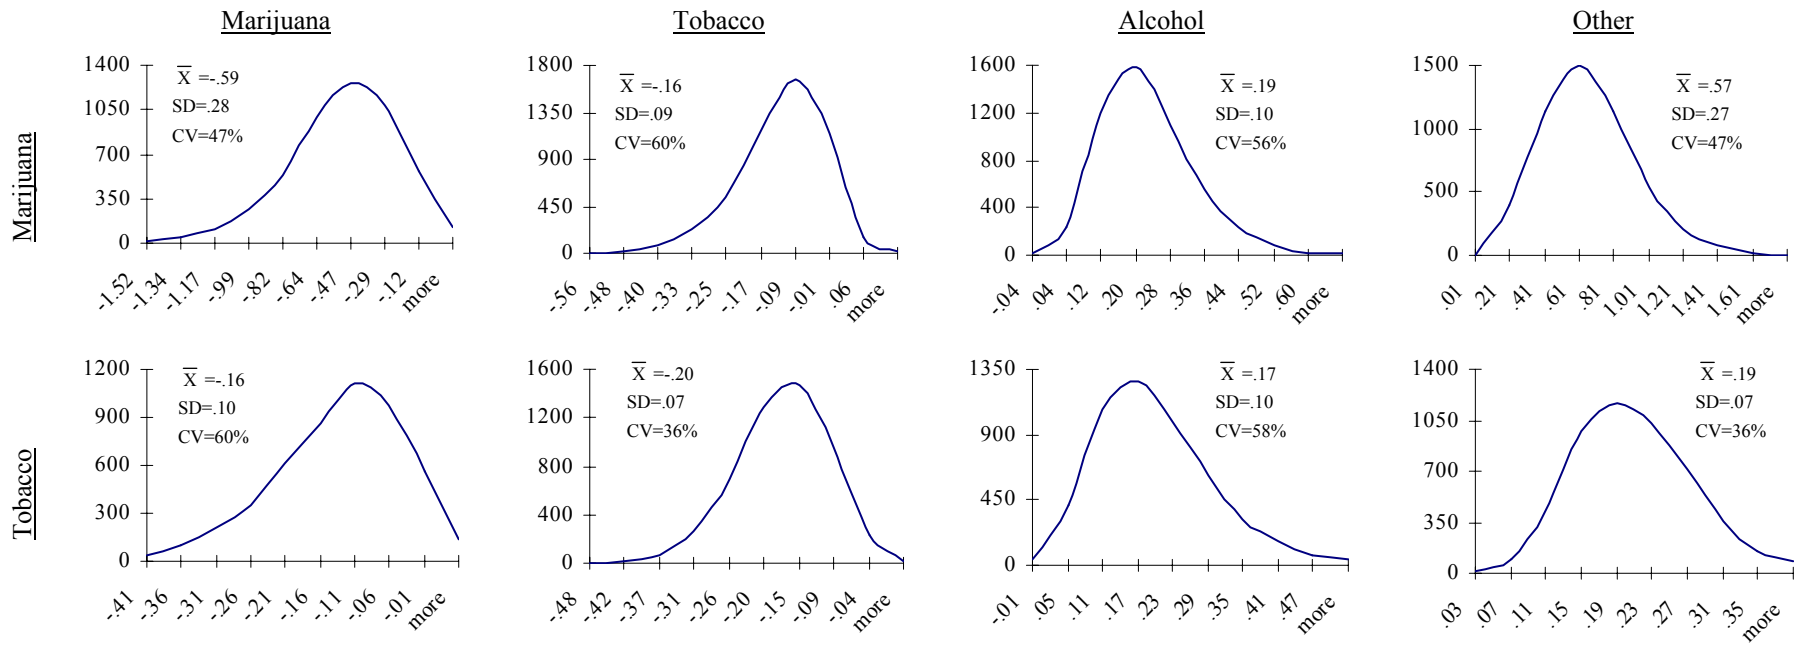 Marijuana Tobacco Alcohol Other
Marijuana
1400
1050
700
350
0
X̅ =-.59
SD=.28
CV=47%
-1.52 -1.34 -1.17 -.99 -.82 -.64 -.47 -.29 -.12 more
1800
1350
900
450
0
X̅ =-.16
SD=.09
CV=60%
-.56 -.48 -.40 -.33 -.25 -.17 -.09 -.01 .06 more
1600
1200
800
400
0
X̅ =.19
SD=.10
CV=56%
-.04 .04 .12 .20 .28 .36 .44 .52 .60 more
1500
1000
500
0
X̅ =.57
SD=.27
CV=47%
.01 .21 .41 .61 .81 1.01 1.21 1.41 1.61 more
Tobacco
1200
900
600
300
0
X̅ =-.16
SD=.10
CV=60%
-.41 -.36 -.31 -.26 -.21 -.16 -.11 -.06 -.01 more
1600
1200
800
400
0
X̅ =-.20
SD=.07
CV=36%
-.48 -.42 -.37 -.31 -.26 -.20 -.15 -.09 -.04 more
1350
900
450
0
X̅ =.17
SD=.10
CV=58%
-.01 .05 .11 .17 .23 .29 .35 .41 .47 more
1400
1050
700
350
0
X̅ =.19
SD=.07
CV=36%
.03 .07 .11 .15 .19 .23 .27 .31 .35 more